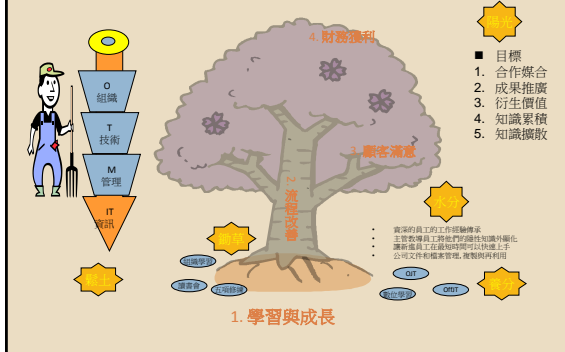 陽光
■ 目標
1. 合作媒合
2. 成果推廣
3. 衍生價值
4. 知識累積
5. 知識擴散
4. 財務獲利
3. 顧客滿意
2. 流程改善
1. 學習與成長
O
組織
T
技術
M
管理
IT
資訊
鬆土
鋤草
組織學習
讀書會
五項修練
水分
• 資深的員工的工作經驗傳承
• 主管教導員工將他們的隱性知識外顯化
• 讓新進員工在最短時間可以快速上手
• 公司文件和檔案管理, 複製與再利用
養分
OJT
數位學習
OffJT